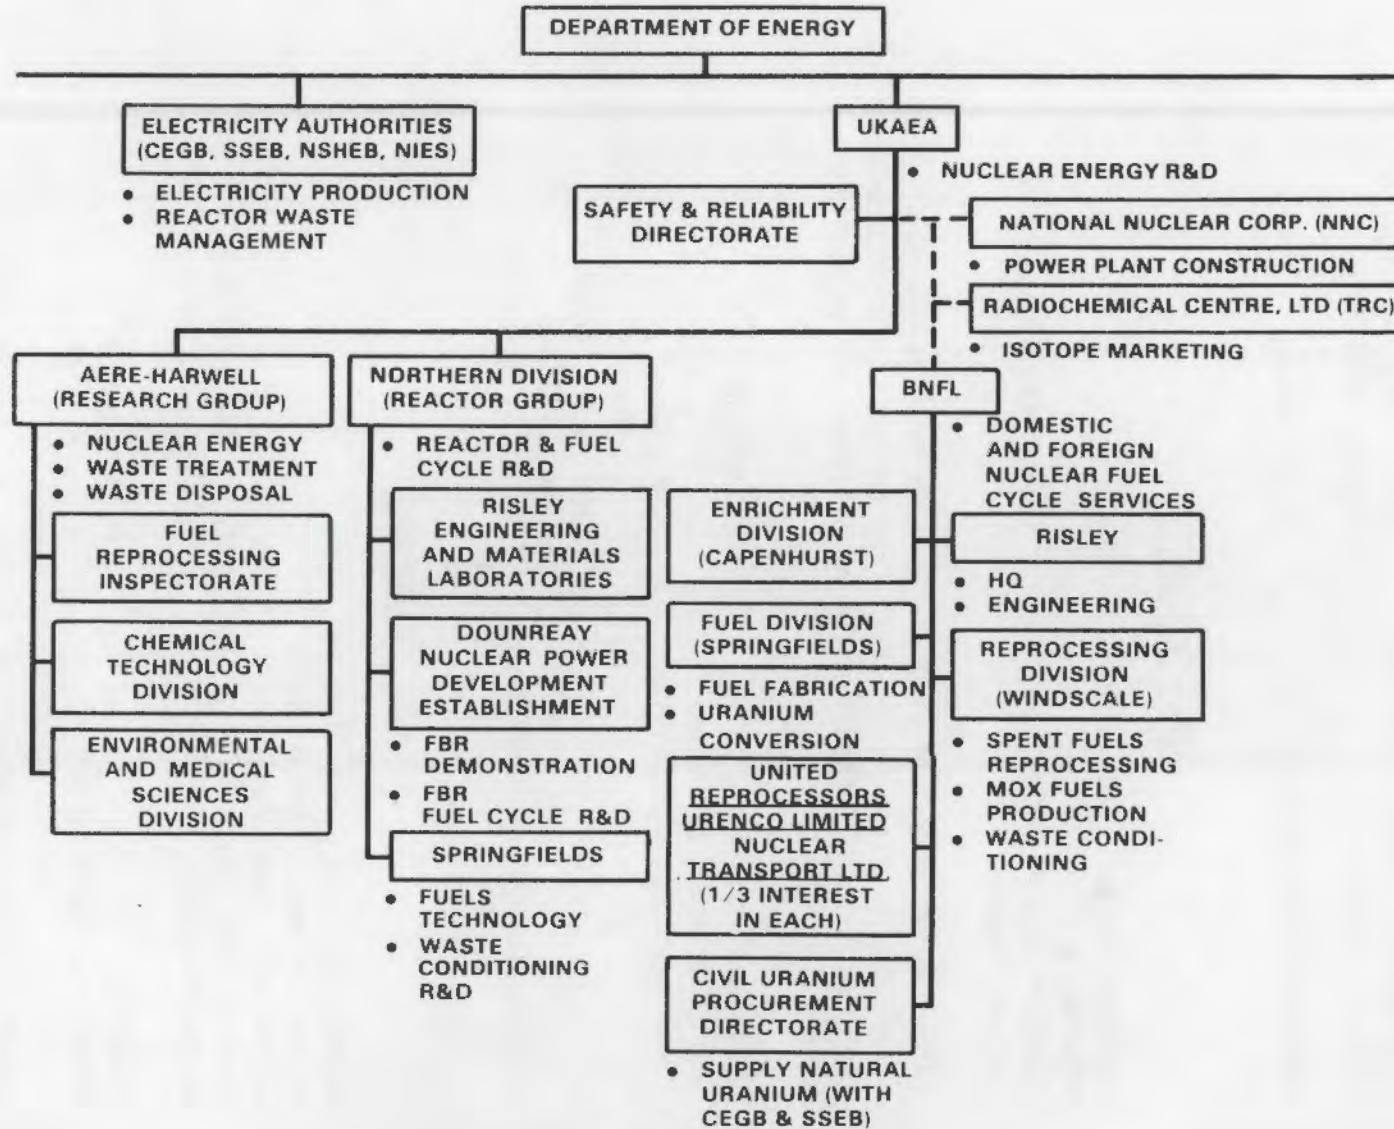 DEPARTMENT OF ENERGY
ELECTRICITY AUTHORITIES
(CEGB, SSEB, NSHEB, NIES)
• ELECTRICITY PRODUCTION
• REACTOR WASTE
MANAGEMENT
UKAEA
• NUCLEAR ENERGY R&D
SAFETY & RELIABILITY
DIRECTORATE
NATIONAL NUCLEAR CORP. (NNC)
• POWER PLANT CONSTRUCTION
RADIOCHEMICAL CENTRE, LTD (TRC)
• ISOTOPE MARKETING
AERE-HARWELL
(RESEARCH GRDUP)
• NUCLEAR ENERGY
• WASTE TREATMENT
• WASTE DISPOSAL
FUEL
REPROCESSING
INSPECTORATE
CHEMICAL
TECHNOLOGY
DIVISION
ENVIRONMENTAL
AND MEDICAL
SCIENCES
DIVISION
NORTHERN DIVISION
(REACTOR GRDUP)
• REACTOR & FUEL
CYCLE R&D
RISLEY
ENGINEERING
AND MATERIALS
LABORATORIES
DOUNREAY
NUCLEAR POWER
DEVELOPMENT
ESTABLISHMENT
• FBR
DEMONSTRATION
• FBR
FUEL CYCLE R&D
SPRINGFIELDS
• FUELS
TECHNOLOGY
• WASTE
CONDITIONING
R&D
BNFL
• DOMESTIC
AND FOREIGN
NUCLEAR FUEL
CYCLE SERVICES
ENRICHMENT
DIVISION
(CAPENHURST)
FUEL DIVISION
(SPRINGFIELDS)
• FUEL FABRICATION
• URANIUM
CONVERSION
UNITED
REPROCESSORS
URENCO LIMITED
NUCLEAR
TRANSPORT LTD.
(1/3 INTEREST
IN EACH)
CIVIL URANIUM
PROCUREMENT
DIRECTORATE
• SUPPLY NATURAL
URANIUM (WITH
CEGB & SSEB)
RISLEY
• HQ
• ENGINEERING
REPROCESSING
DIVISION
(WINDSCALE)
• SPENT FUELS
REPROCESSING
• MOX FUELS
PRODUCTION
• WASTE CONDI-
TIONING